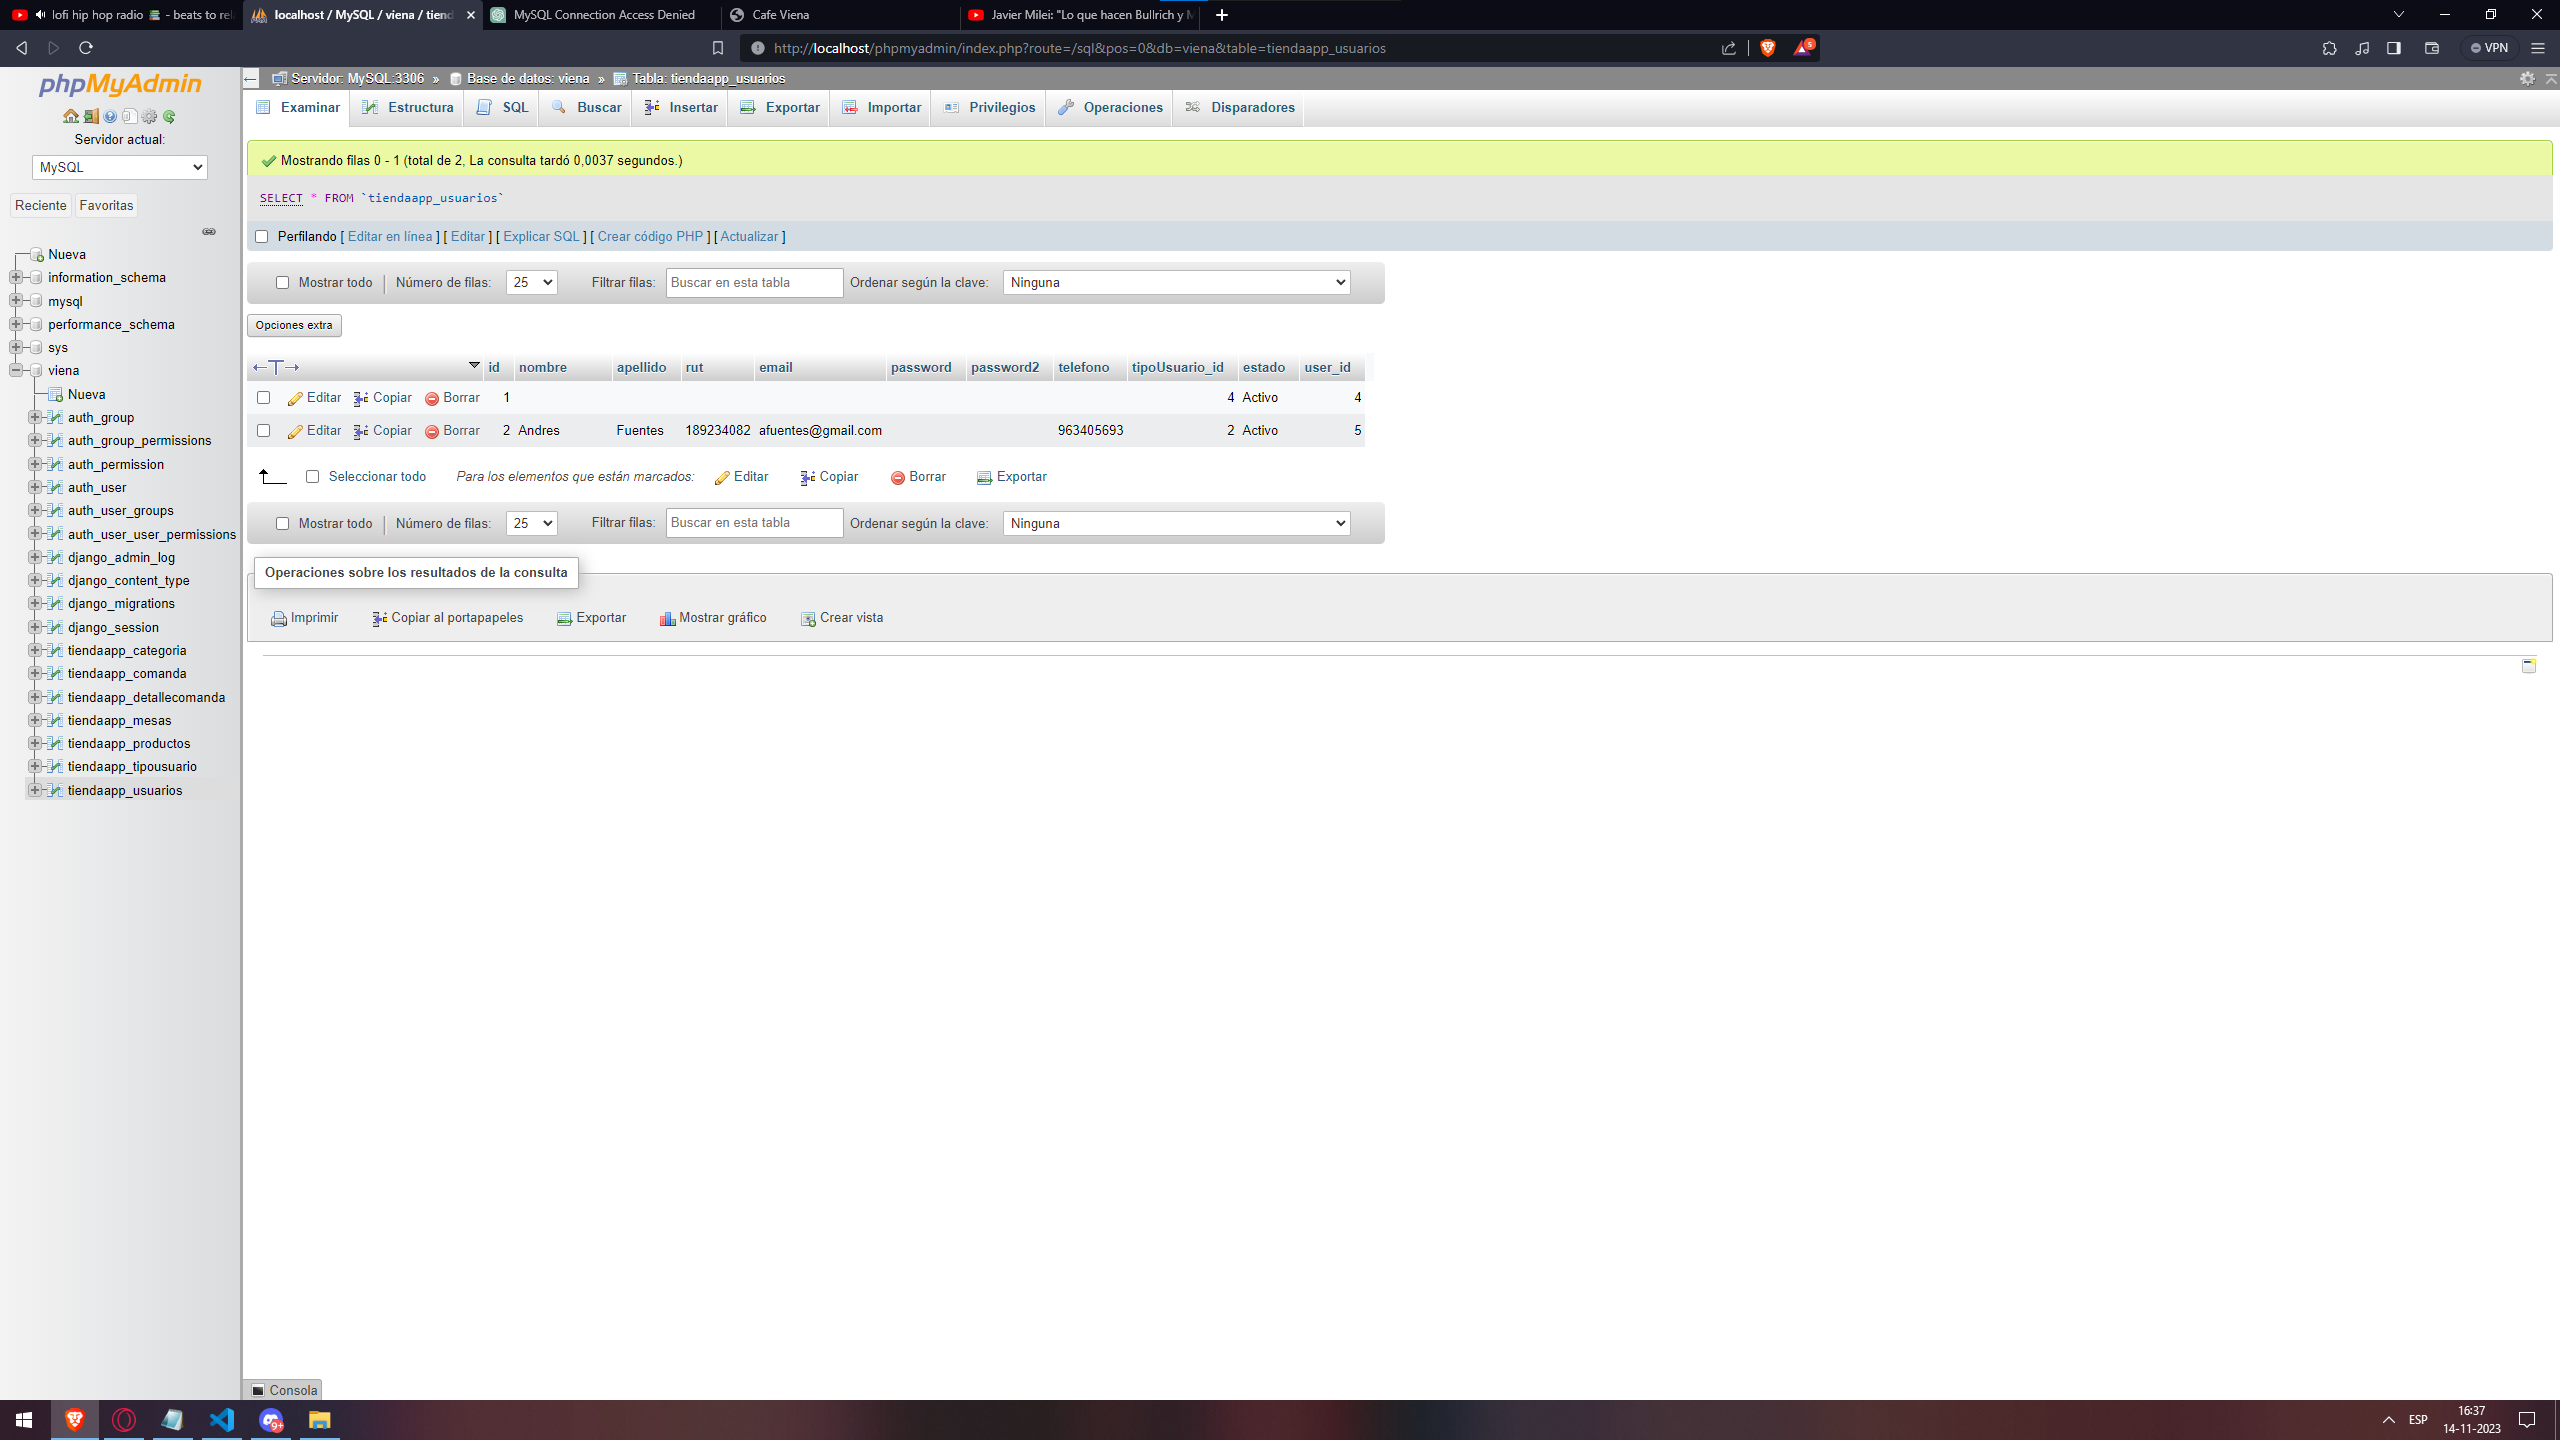 lofi hip hop radio 📚 - beats to rel
localhost / MySQL / viena / tiend
MySQL Connection Access Denied
Cafe Viena
Javier Milei: "Lo que hacen Bullrich y M
http://localhost/phpmyadmin/index.php?route=/sql&pos=0&db=viena&table=tiendaapp_usuarios
5
VPN
phpMyAdmin
Servidor actual:
MySQL
Reciente
Favoritas
Nueva
information_schema
mysql
performance_schema
sys
viena
Nueva
auth_group
auth_group_permissions
auth_permission
auth_user
auth_user_groups
auth_user_user_permissions
django_admin_log
django_content_type
django_migrations
django_session
tiendaapp_categoria
tiendaapp_comanda
tiendaapp_detallecomanda
tiendaapp_mesas
tiendaapp_productos
tiendaapp_tipousuario
tiendaapp_usuarios
Servidor: MySQL:3306 » Base de datos: viena » Tabla: tiendaapp_usuarios
Examinar Estructura SQL Buscar Insertar Exportar Importar Privilegios Operaciones Disparadores
Mostrando filas 0 - 1 (total de 2, La consulta tardó 0,0037 segundos.)
SELECT * FROM `tiendaapp_usuarios`
Perfilando [ Editar en línea ] [ Editar ] [ Explicar SQL ] [ Crear código PHP ] [ Actualizar ]
Mostrar todo Número de filas: 25 Filtrar filas: Buscar en esta tabla Ordenar según la clave: Ninguna
Opciones extra
id nombre apellido rut email password password2 telefono tipoUsuario_id estado user_id
Editar Copiar Borrar 1 4 Activo 4
Editar Copiar Borrar 2 Andres Fuentes 189234082 afuentes@gmail.com 963405693 2 Activo 5
Seleccionar todo Para los elementos que están marcados: Editar Copiar Borrar Exportar
Mostrar todo Número de filas: 25 Filtrar filas: Buscar en esta tabla Ordenar según la clave: Ninguna
Operaciones sobre los resultados de la consulta
Imprimir Copiar al portapapeles Exportar Mostrar gráfico Crear vista
Consola
9+
ESP
16:37
14-11-2023